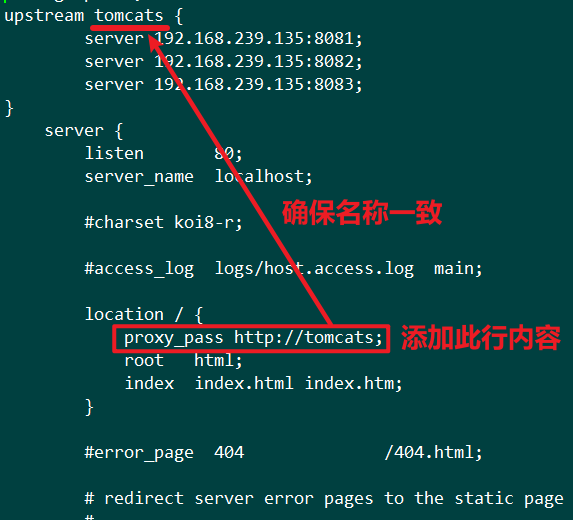 upstream tomcats {
server 192.168.239.135:8081;
server 192.168.239.135:8082;
server 192.168.239.135:8083;
}
server {
listen 80;
server_name localhost;
确保名称一致
#charset koi8-r;
#access_log logs/host.access.log main;
location / {
proxy_pass http://tomcats; 添加此行内容
root html;
index index.html index.htm;
}
#error_page 404 /404.html;
# redirect server error pages to the static page
#